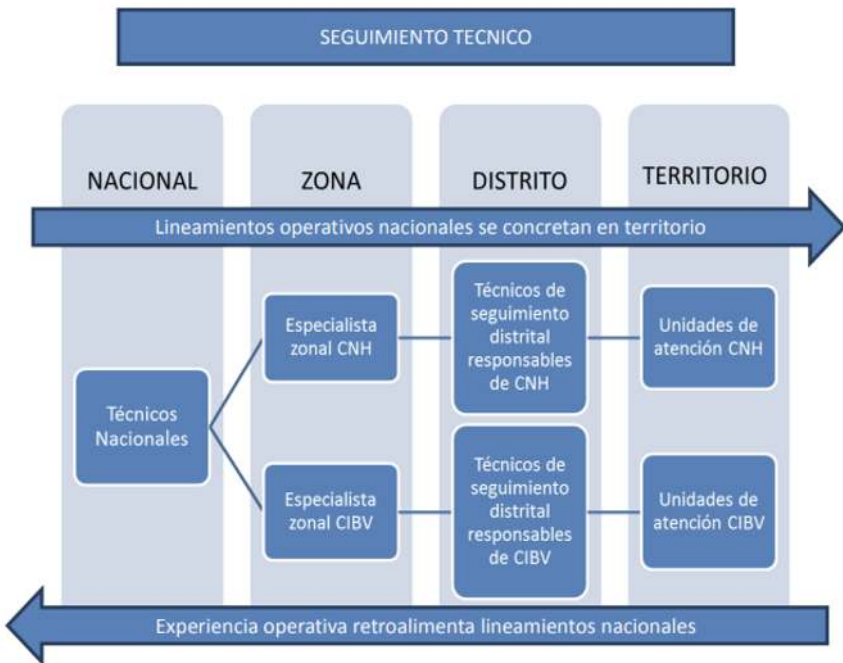 SEGUIMIENTO TECNICO
NACIONAL
ZONA
DISTRITO
TERRITORIO
Lineamientos operativos nacionales se concretan en territorio
Técnicos
Nacionales
Especialista
zonal CNH
Técnicos de
seguimiento
distrital
responsables
de CNH
Unidades de
atención CNH
Especialista
zonal CIBV
Técnicos de
seguimiento
distrital
responsables
de CIBV
Unidades de
atención CIBV
Experiencia operativa retroalimenta lineamientos nacionales